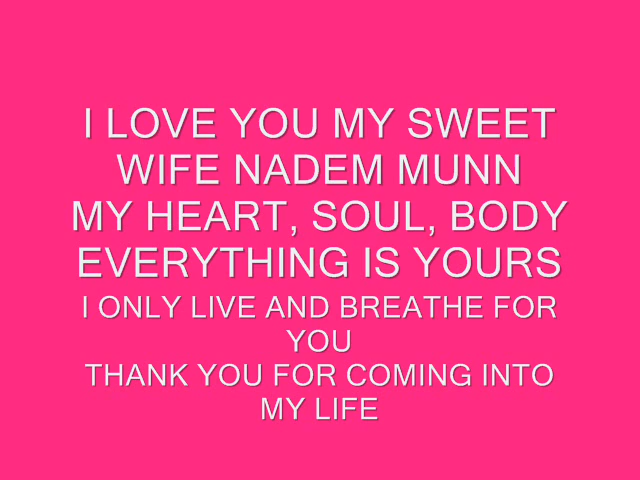 I LOVE YOU MY SWEET
WIFE NADEM MUNN
MY HEART, SOUL, BODY
EVERYTHING IS YOURS
I ONLY LIVE AND BREATHE FOR
YOU
THANK YOU FOR COMING INTO
MY LIFE